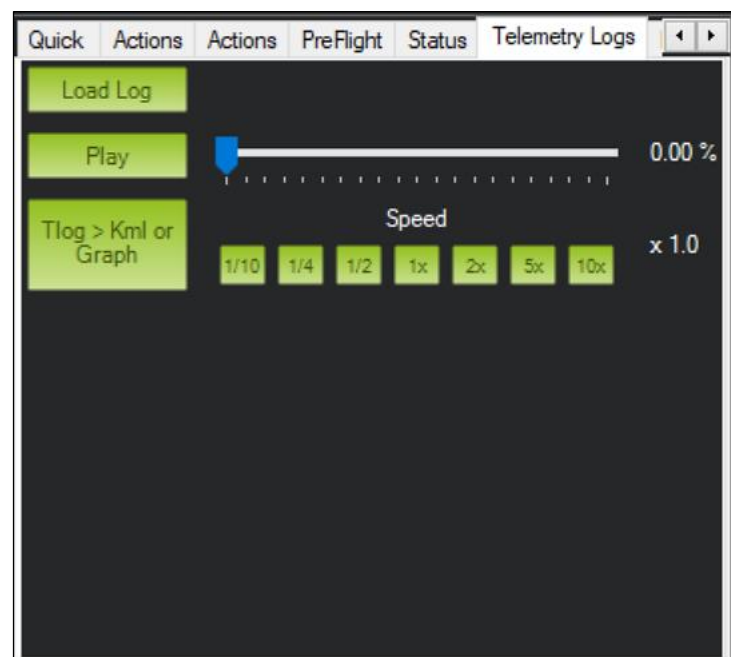 Quick Actions Actions PreFlight Status Telemetry Logs
Load Log
Play 0.00 %
Tlog > Kml or
Graph
Speed
x 1.0
1/10 1/4 1/2 1x 2x 5x 10x